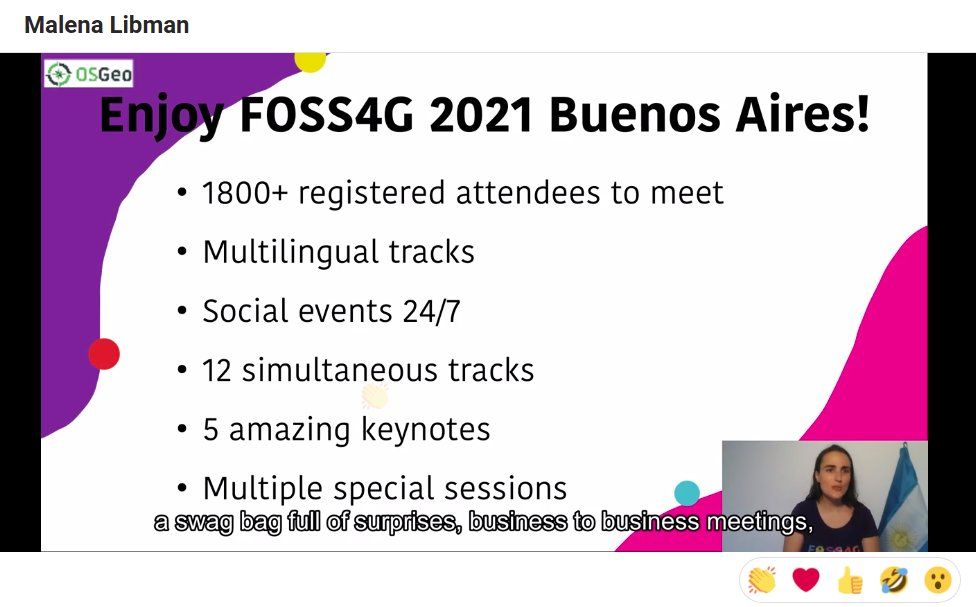 Malena Libman
OSGeo
Enjoy FOSS4G 2021 Buenos Aires!
• 1800+ registered attendees to meet
• Multilingual tracks
• Social events 24/7
• 12 simultaneous tracks
• 5 amazing keynotes
• Multiple special sessions
a swag bag full of surprises, business to business meetings,
FOSS4G